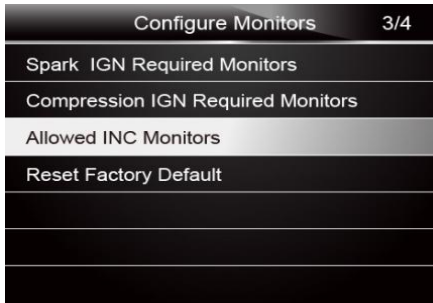 Configure Monitors 3/4
Spark IGN Required Monitors
Compression IGN Required Monitors
Allowed INC Monitors
Reset Factory Default